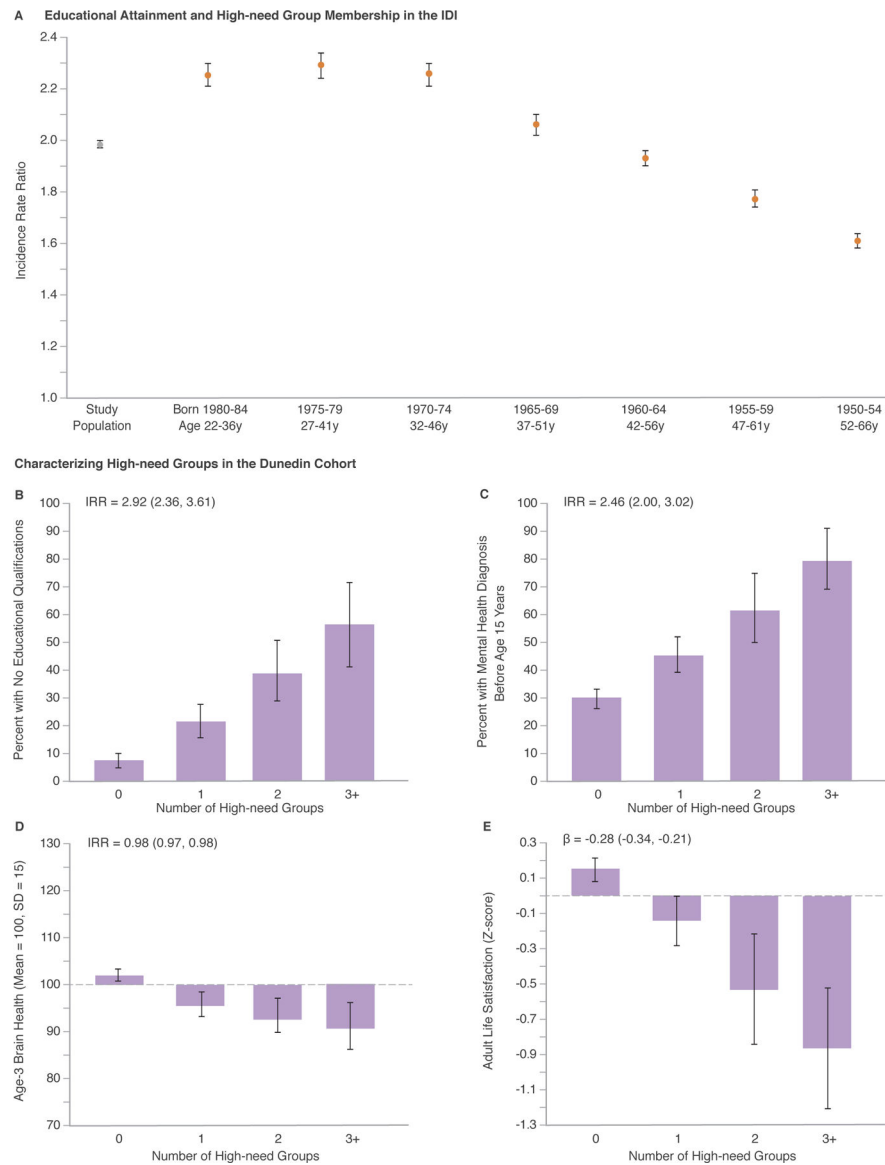 A Educational Attainment and High-need Group Membership in the IDI
2.4
2.2
2.0
1.8
1.6
1.4
1.2
1.0
Incidence Rate Ratio
Study Population
Born 1980-84 Age 22-36y
1975-79 27-41y
1970-74 32-46y
1965-69 37-51y
1960-64 42-56y
1955-59 47-61y
1950-54 52-66y
Characterizing High-need Groups in the Dunedin Cohort
B
IRR = 2.92 (2.36, 3.61)
100
90
80
70
60
50
40
30
20
10
0
Percent with No Educational Qualifications
0 1 2 3+
Number of High-need Groups
C
IRR = 2.46 (2.00, 3.02)
100
90
80
70
60
50
40
30
20
10
0
Percent with Mental Health Diagnosis
Before Age 15 Years
0 1 2 3+
Number of High-need Groups
D
IRR = 0.98 (0.97, 0.98)
130
120
110
100
90
80
70
Age-3 Brain Health (Mean = 100, SD = 15)
0 1 2 3+
Number of High-need Groups
E
β = -0.28 (-0.34, -0.21)
0.3
0.1
-0.1
-0.3
-0.5
-0.7
-0.9
-1.1
-1.3
Adult Life Satisfaction (Z-score)
0 1 2 3+
Number of High-need Groups